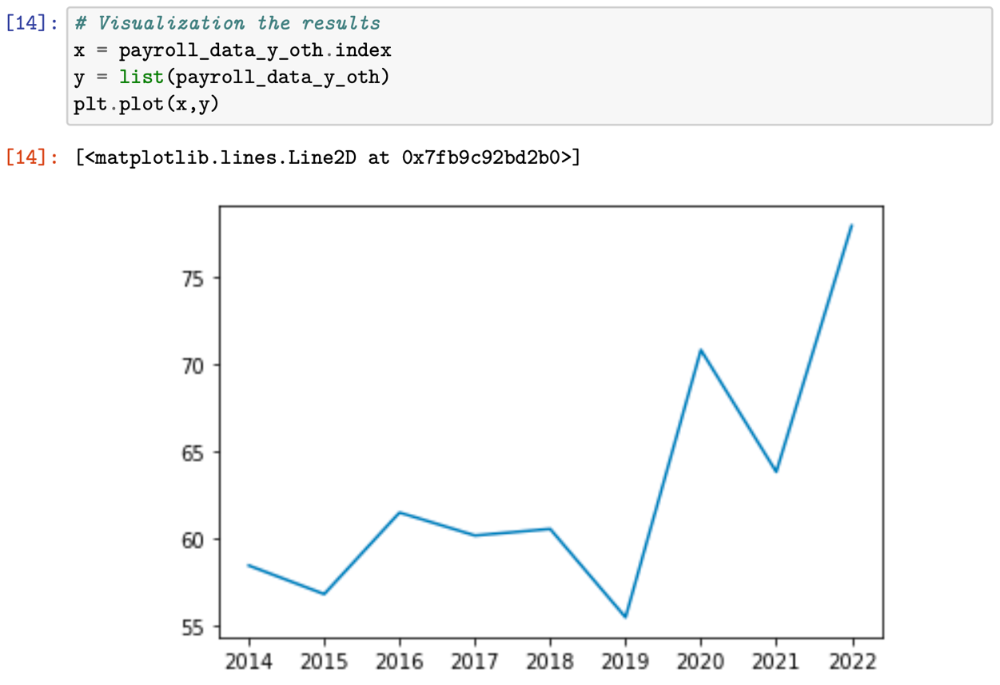 [14]: # Visualization the results
x = payroll_data_y_oth.index
y = list(payroll_data_y_oth)
plt.plot(x,y)
[14]: [<matplotlib.lines.Line2D at 0x7fb9c92bd2b0>]
75
70
65
60
55
2014 2015 2016 2017 2018 2019 2020 2021 2022